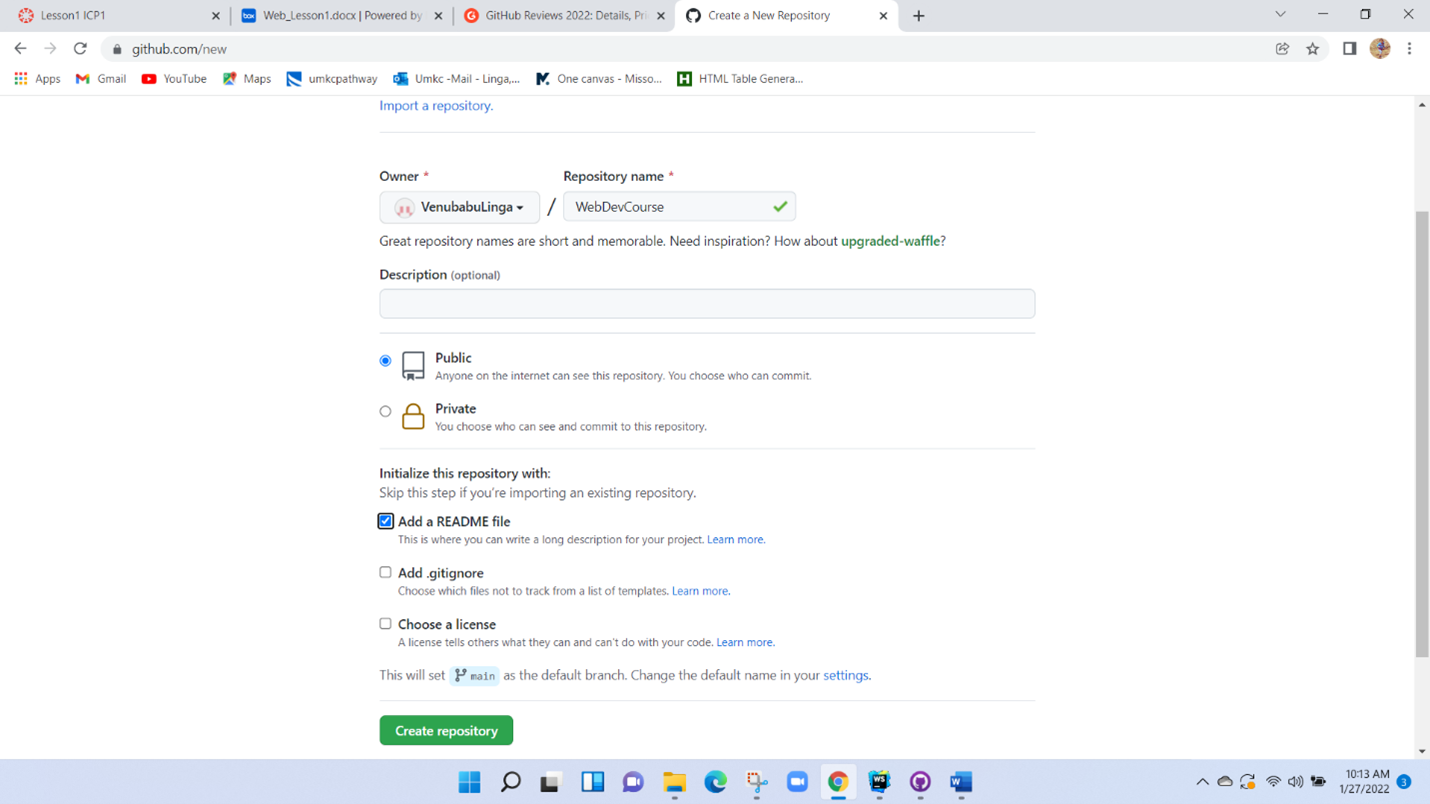 Lesson1 ICP1
Web_Lesson1.docx | Powered by
GitHub Reviews 2022: Details, Pri
Create a New Repository
github.com/new
Apps
Gmail
YouTube
Maps
umkcpathway
Umkc -Mail - Linga,...
One canvas - Misso...
HTML Table Genera...
Import a repository.
Owner *
Repository name *
VenubabuLinga
/
WebDevCourse
Great repository names are short and memorable. Need inspiration? How about upgraded-waffle?
Description (optional)
Public
Anyone on the internet can see this repository. You choose who can commit.
Private
You choose who can see and commit to this repository.
Initialize this repository with:
Skip this step if you're importing an existing repository.
Add a README file
This is where you can write a long description for your project. Learn more.
Add .gitignore
Choose which files not to track from a list of templates. Learn more.
Choose a license
A license tells others what they can and can't do with your code. Learn more.
This will set main as the default branch. Change the default name in your settings.
Create repository
10:13 AM
1/27/2022
3